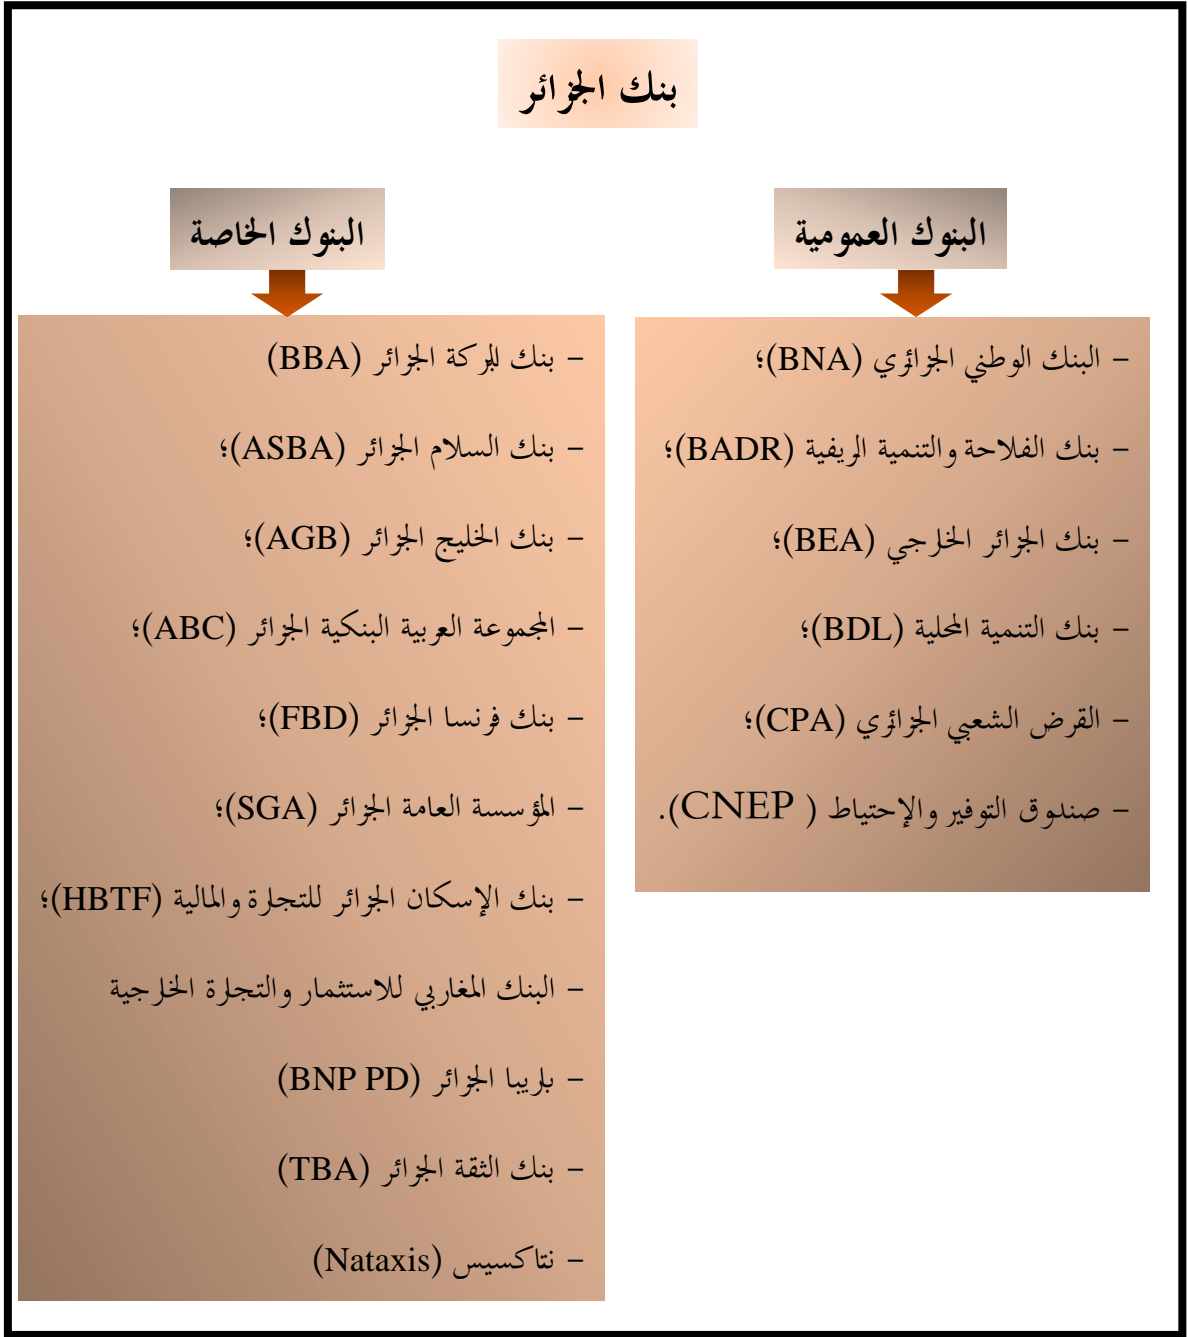 بنك الجزائر
البنوك العمومية
- البنك الوطني الجزائري (BNA)؛
- بنك الفلاحة والتنمية الريفية (BADR)؛
- بنك الجزائر الخارجي (BEA)؛
- بنك التنمية المحلية (BDL)؛
- القرض الشعبي الجزائري (CPA)؛
- صندوق التوفير والإحتياط ( CNEP).
البنوك الخاصة
- بنك البركة الجزائر (BBA)
- بنك السلام الجزائر (ASBA)؛
- بنك الخليج الجزائر (AGB)؛
- المجموعة العربية البنكية الجزائر (ABC)؛
- بنك فرنسا الجزائر (FBD)؛
- المؤسسة العامة الجزائر (SGA)؛
- بنك الإسكان الجزائر للتجارة والمالية (HBTF)؛
- البنك المغاربي للاستثمار والتجارة الخارجية
- باريبا الجزائر (BNP PD)
- بنك الثقة الجزائر (TBA)
- نتاكسيس (Nataxis)